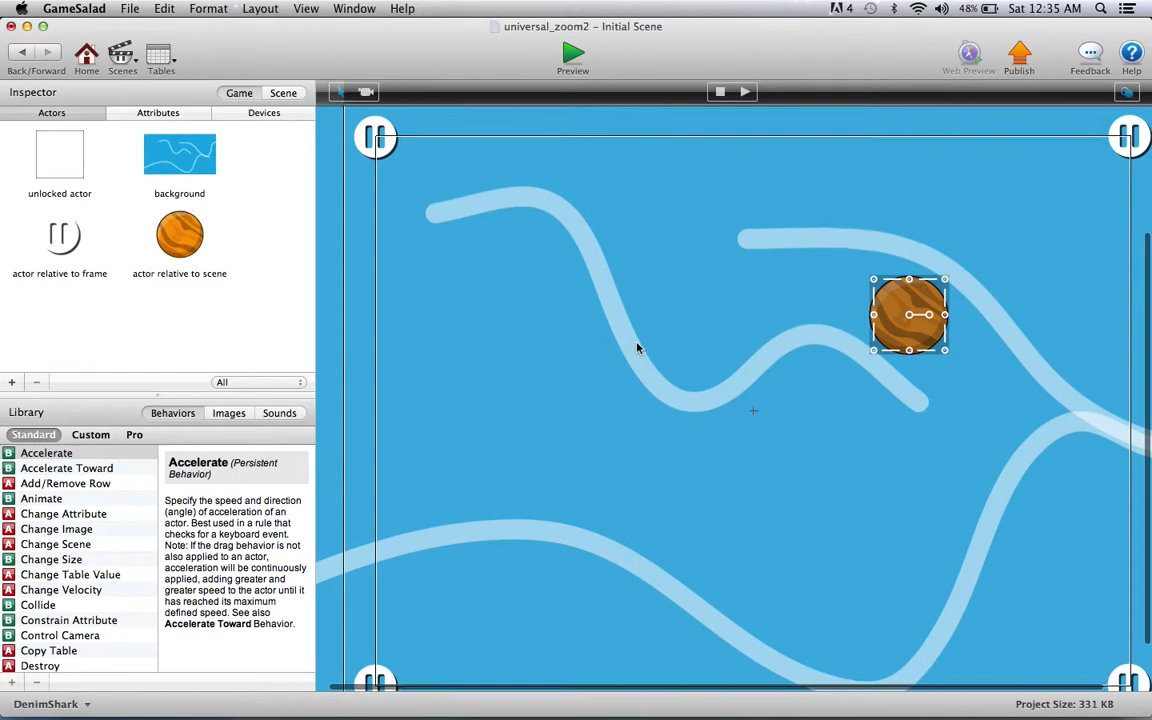 GameSalad File Edit Format Layout View Window Help 4 48% Sat 12:35 AM
universal_zoom2 – Initial Scene
Back/Forward Home Scenes Tables Preview Web Preview Publish Feedback Help
Inspector Game Scene
Actors Attributes Devices
unlocked actor background
actor relative to frame actor relative to scene
+ − All
Library Behaviors Images Sounds
Standard Custom Pro
B Accelerate
B Accelerate Toward
A Add/Remove Row
B Animate
A Change Attribute
A Change Image
A Change Scene
B Change Size
A Change Table Value
A Change Velocity
B Collide
B Constrain Attribute
B Control Camera
A Copy Table
A Destroy
Accelerate (Persistent
Behavior)
Specify the speed and direction
(angle) of acceleration of an
actor. Best used in a rule that
checks for a keyboard event.
Note: If the drag behavior is not
also applied to an actor,
acceleration will be continuously
applied, adding greater and
greater speed to the actor until it
has reached its maximum
defined speed. See also
Accelerate Toward Behavior.
+ −
DenimShark Project Size: 331 KB